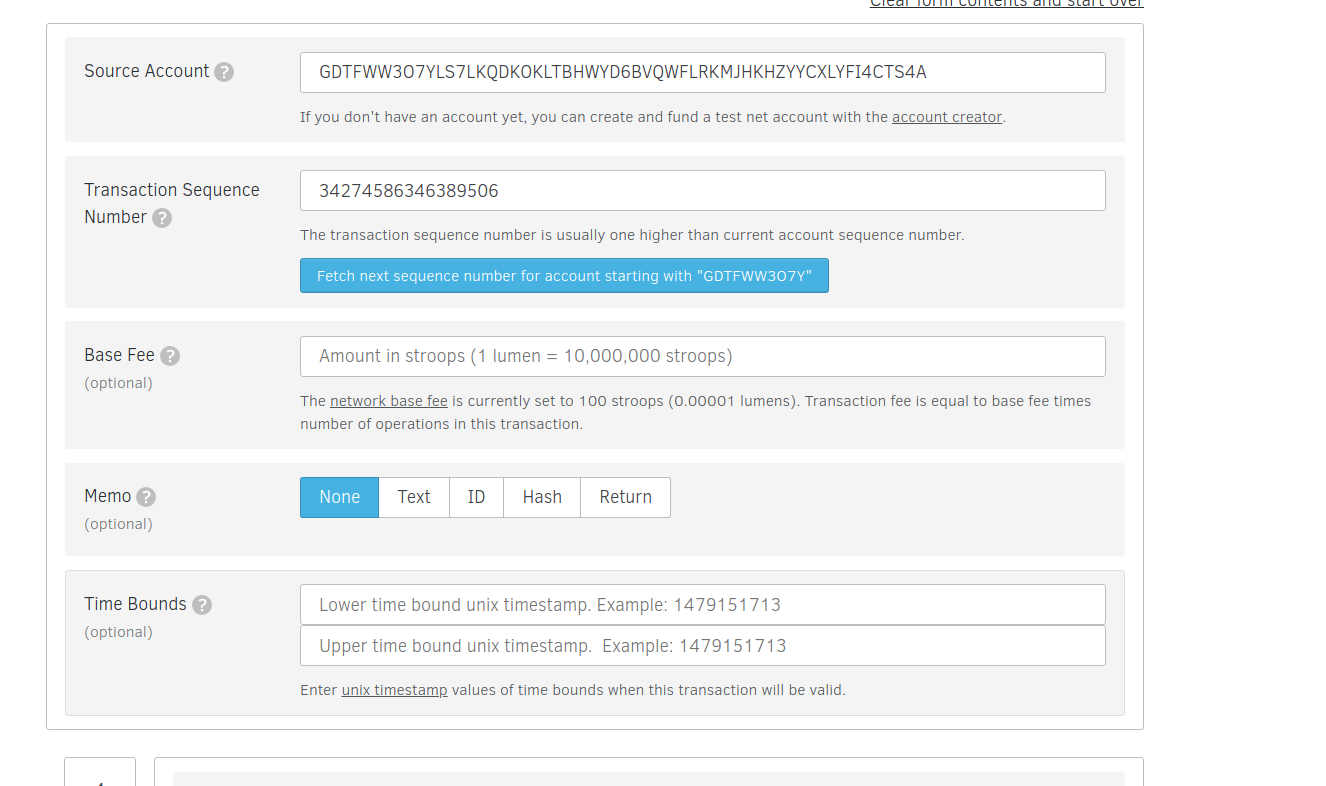 Clear form contents and start over
Source Account ?
GDTFWW3O7YLS7LKQDKOKLTBHWYD6BVQWFLRKMJHKHZYYCXLYFI4CTS4A
If you don't have an account yet, you can create and fund a test net account with the account creator.
Transaction Sequence
Number ?
34274586346389506
The transaction sequence number is usually one higher than current account sequence number.
Fetch next sequence number for account starting with "GDTFWW3O7Y"
Base Fee ?
(optional)
Amount in stroops (1 lumen = 10,000,000 stroops)
The network base fee is currently set to 100 stroops (0.00001 lumens). Transaction fee is equal to base fee times
number of operations in this transaction.
Memo ?
(optional)
None Text ID Hash Return
Time Bounds ?
(optional)
Lower time bound unix timestamp. Example: 1479151713
Upper time bound unix timestamp. Example: 1479151713
Enter unix timestamp values of time bounds when this transaction will be valid.